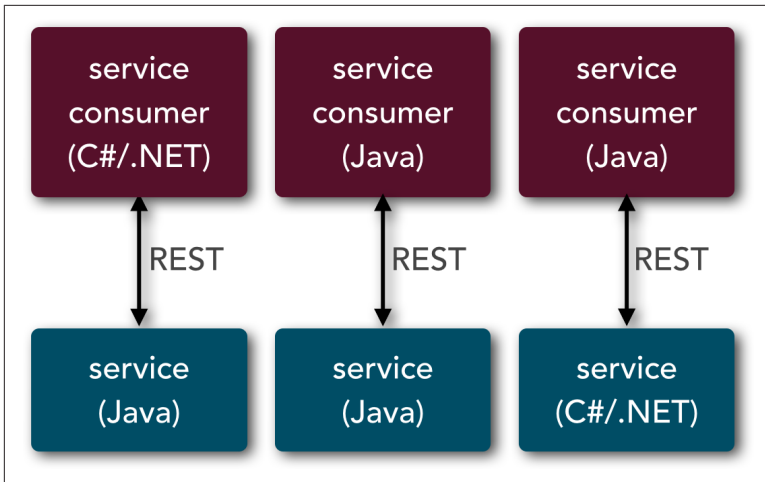 service
consumer
(C#/.NET)
service
consumer
(Java)
service
consumer
(Java)
REST
REST
REST
service
(Java)
service
(Java)
service
(C#/.NET)